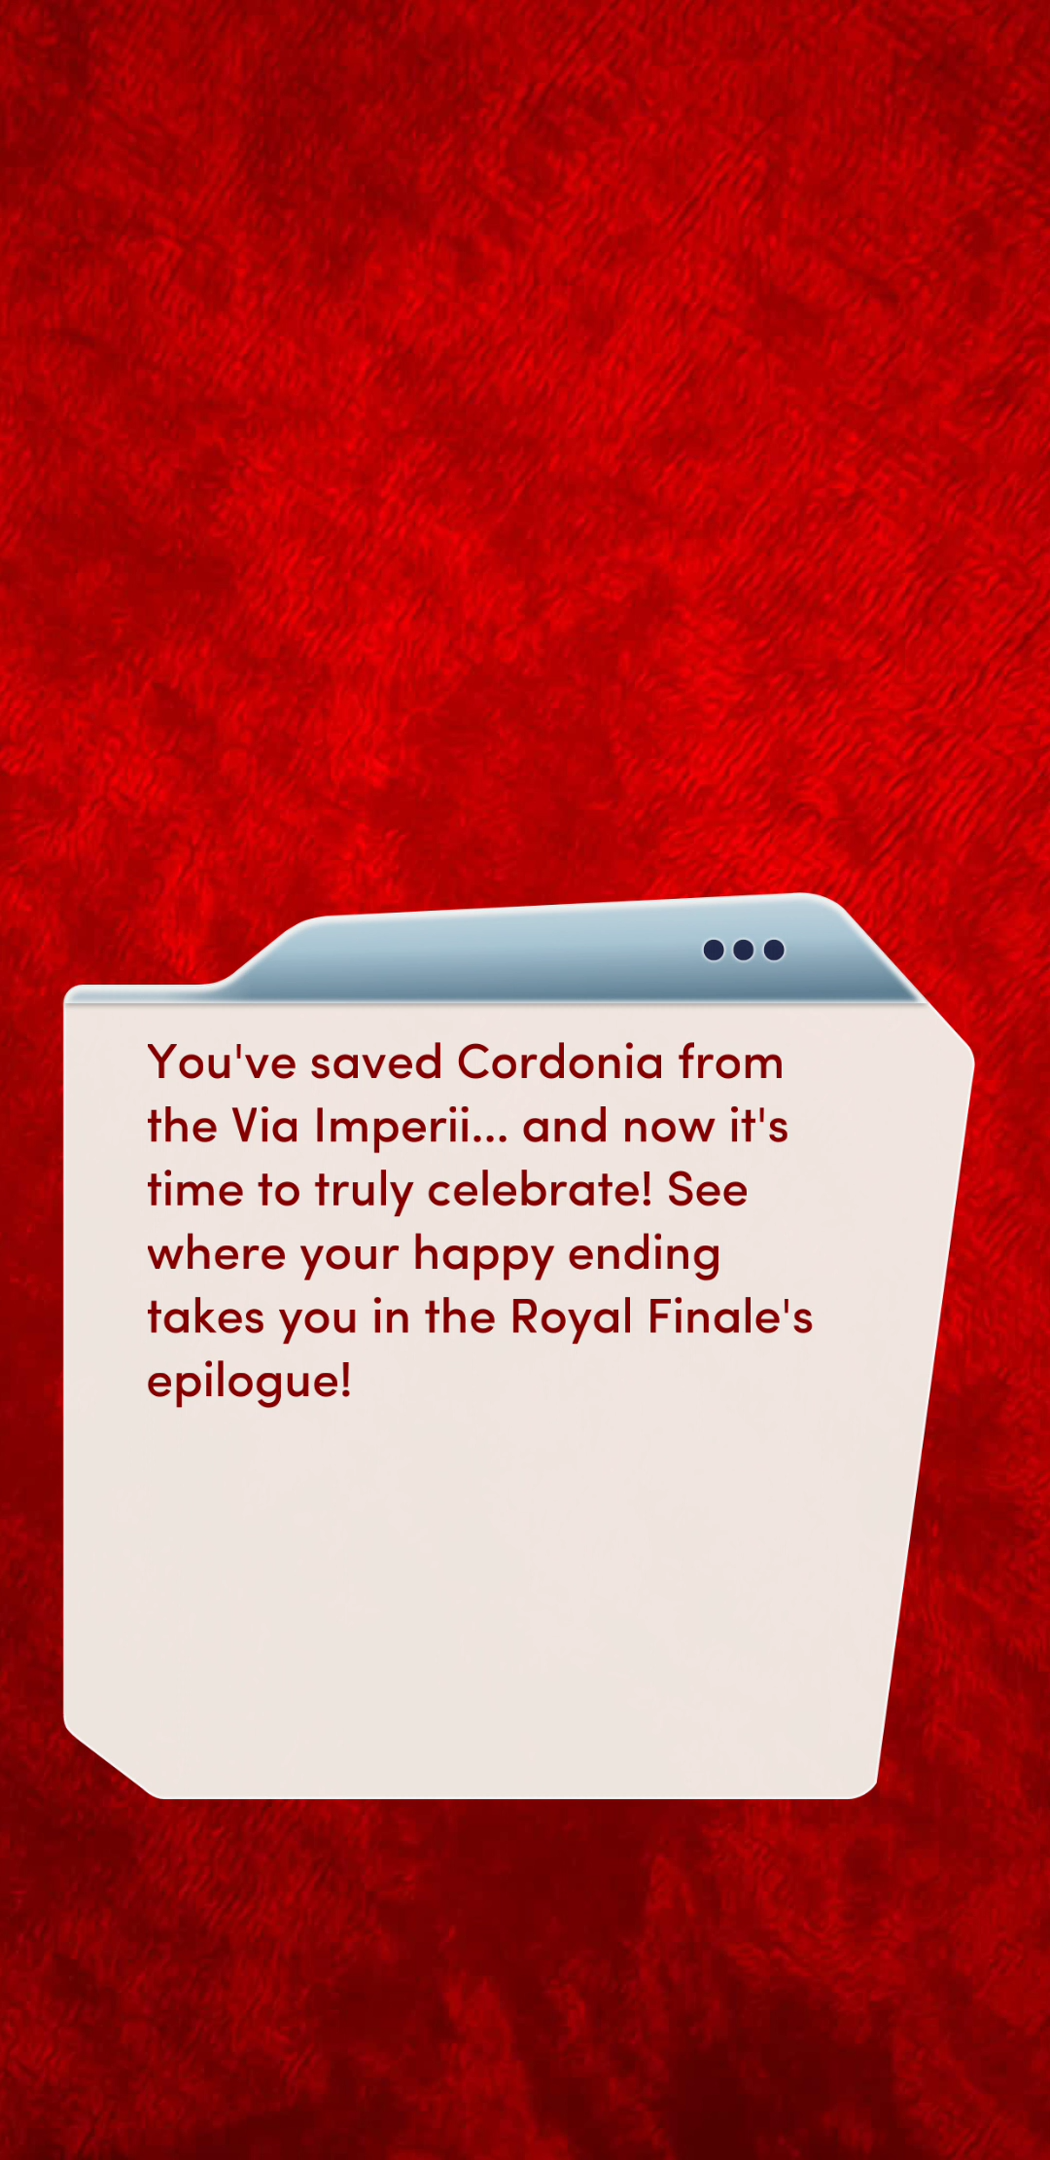 You've saved Cordonia from
the Via Imperii... and now it's
time to truly celebrate! See
where your happy ending
takes you in the Royal Finale's
epilogue!